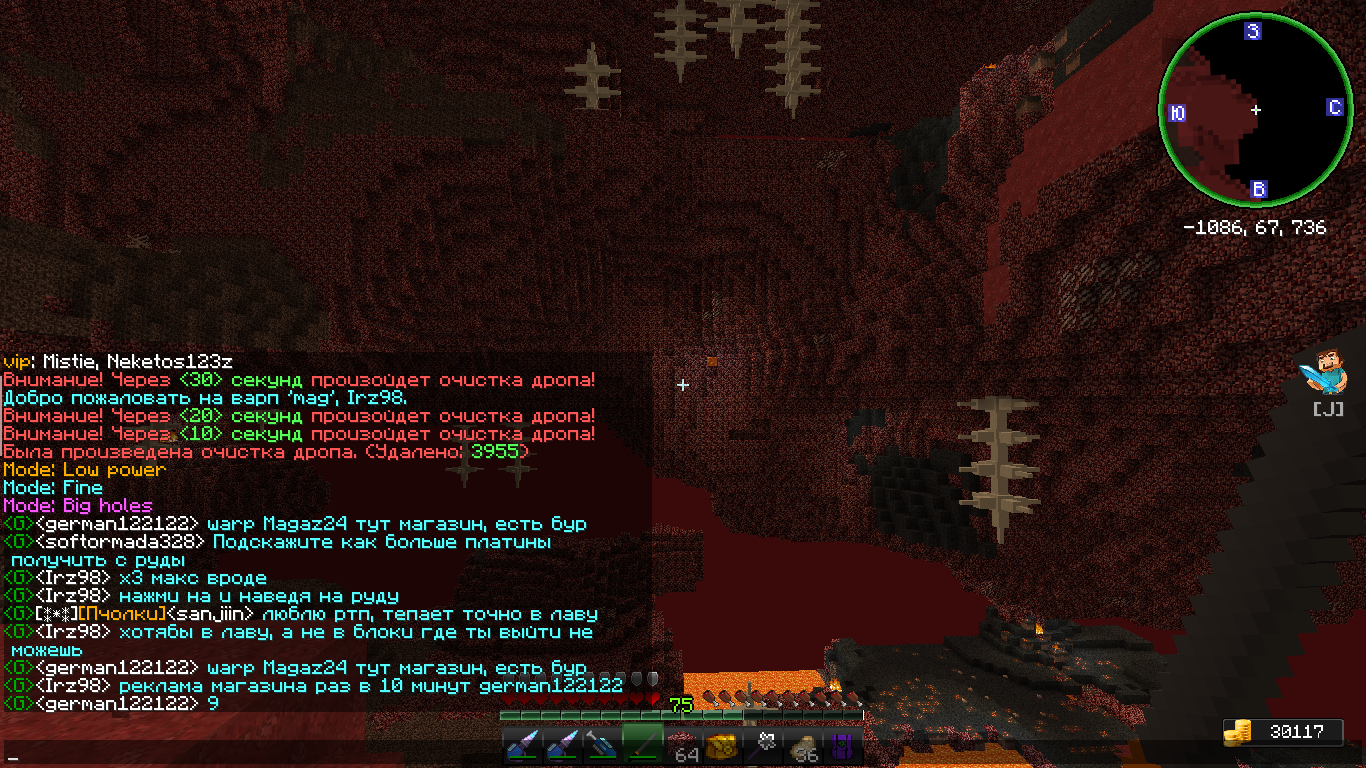 З
Ю
С
В
-1086, 67, 736
vip: Mistie, Neketos123z
Внимание! Через <30> секунд произойдет очистка дропа!
Добро пожаловать на варп 'mag', Irz98.
Внимание! Через <20> секунд произойдет очистка дропа!
Внимание! Через <10> секунд произойдет очистка дропа!
Была произведена очистка дропа. (Удалено: 3955)
Mode: Low power
Mode: Fine
Mode: Big holes
<G><german122122> warp Magaz24 тут магазин, есть бур
<G><softormada328> Подскажите как больше платины
получить с руды
<G><Irz98> х3 макс вроде
<G><Irz98> нажми на u наведя на руду
<G>[⁂][Пчолки]<sanjiin> люблю ртп, тепает точно в лаву
<G><Irz98> хотябы в лаву, а не в блоки где ты выйти не
можешь
<G><german122122> warp Magaz24 тут магазин, есть бур
<G><Irz98> реклама магазина раз в 10 минут german122122
<G><german122122> 9
[J]
75
64
36
30117
_